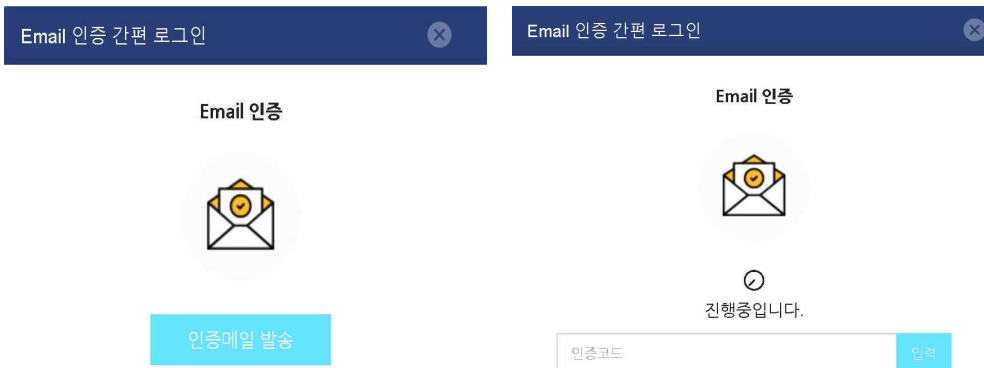 Email 인증 간편 로그인
Email 인증
인증메일 발송
Email 인증 간편 로그인
Email 인증
진행중입니다.
인증코드 입력